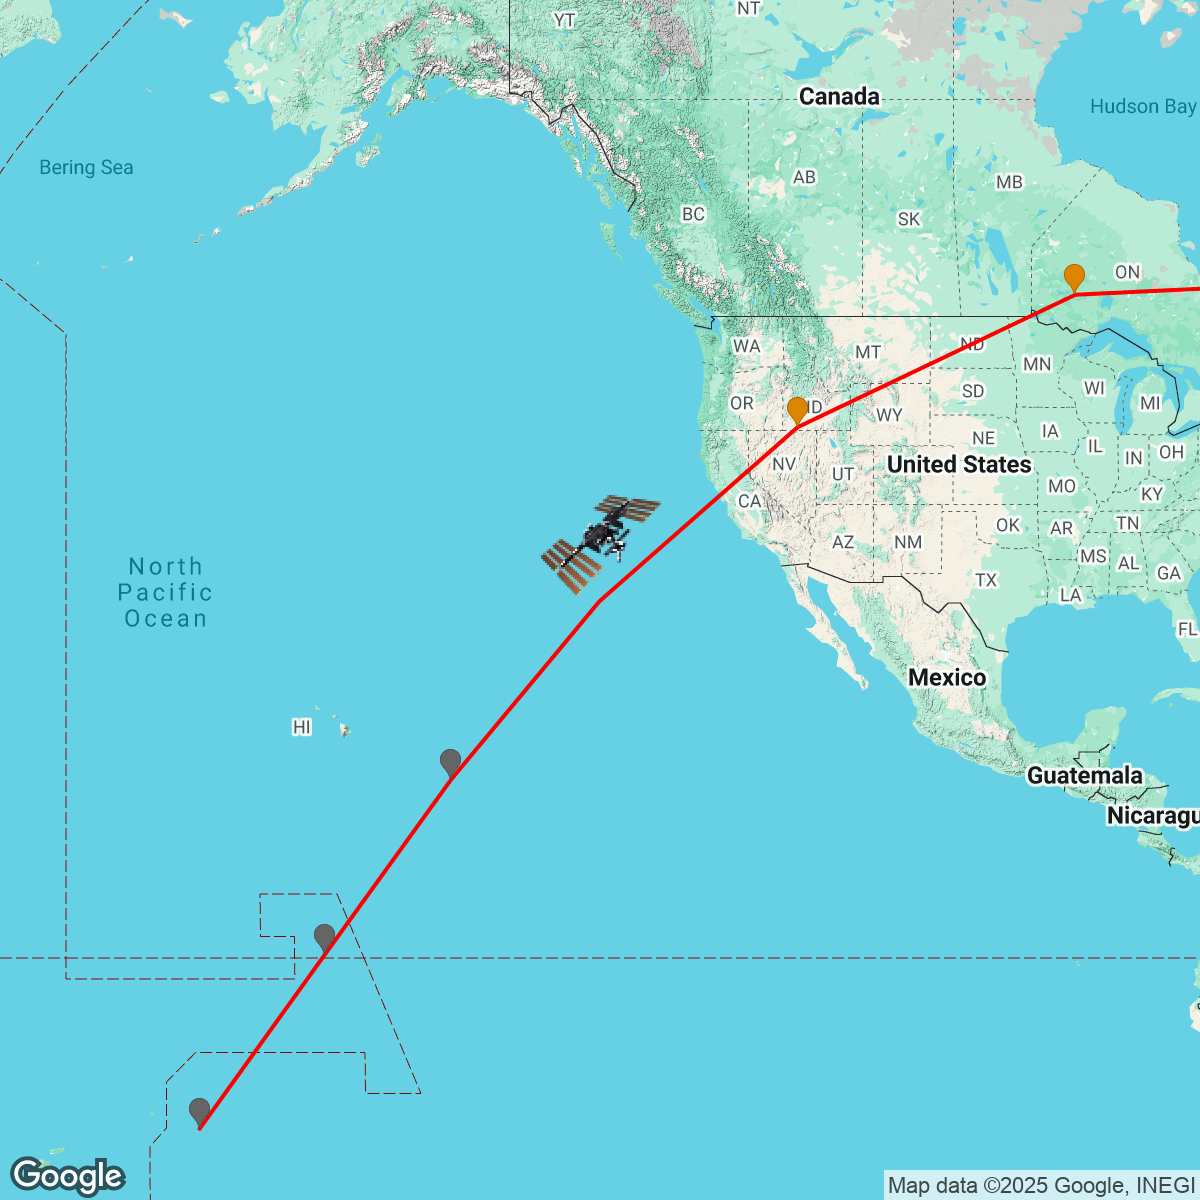 YT
NT
Canada
Hudson Bay
Bering Sea
AB
MB
BC
SK
ON
WA
MT
ND
MN
OR
ID
WY
SD
WI
MI
NV
UT
NE
IA
IL
IN
OH
United States
CA
MO
KY
AZ
NM
OK
AR
TN
MS
AL
GA
TX
LA
FL
North
Pacific
Ocean
HI
Mexico
Guatemala
Nicaragu
Google
Map data ©2025 Google, INEGI